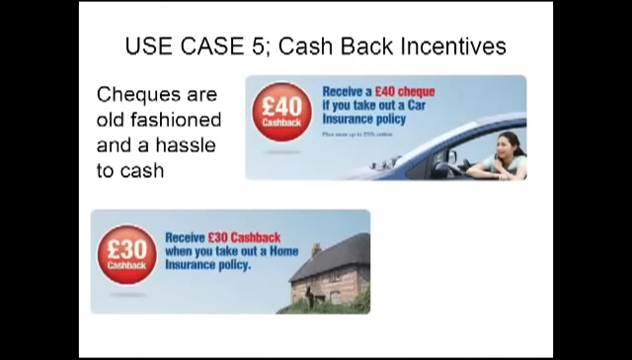 USE CASE 5; Cash Back Incentives
Cheques are
old fashioned
and a hassle
to cash
£40
Cashback
Receive a £40 cheque
if you take out a Car
Insurance policy
£30
Cashback
Receive £30 Cashback
when you take out a Home
Insurance policy.